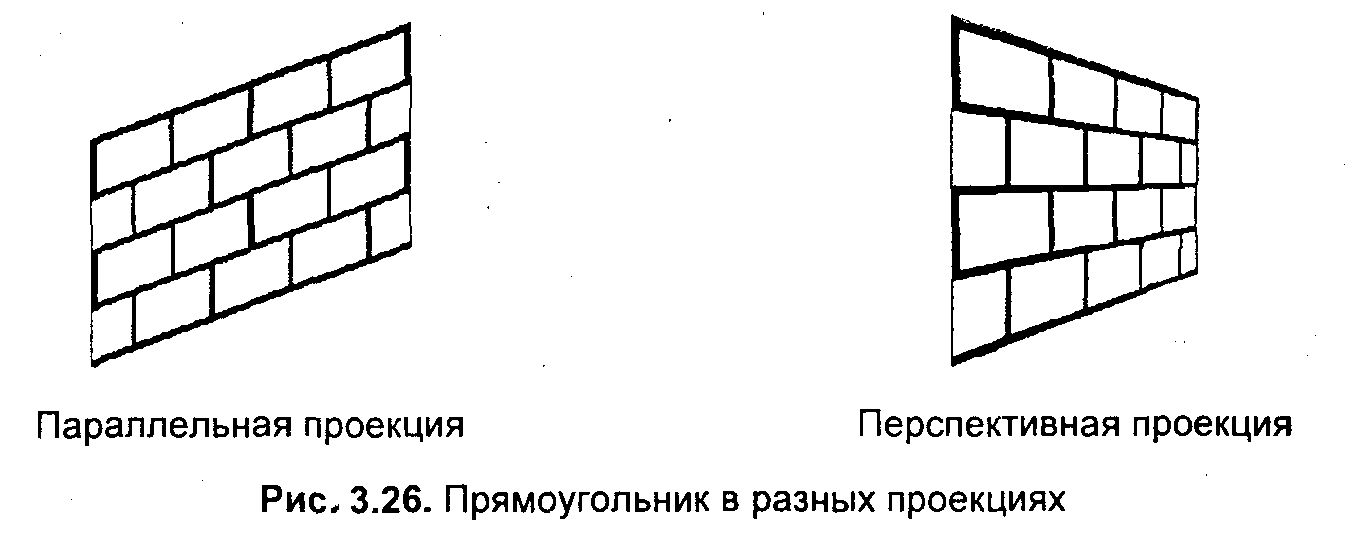 Параллельная проекция
Перспективная проекция
Рис. 3.26. Прямоугольник в разных проекциях